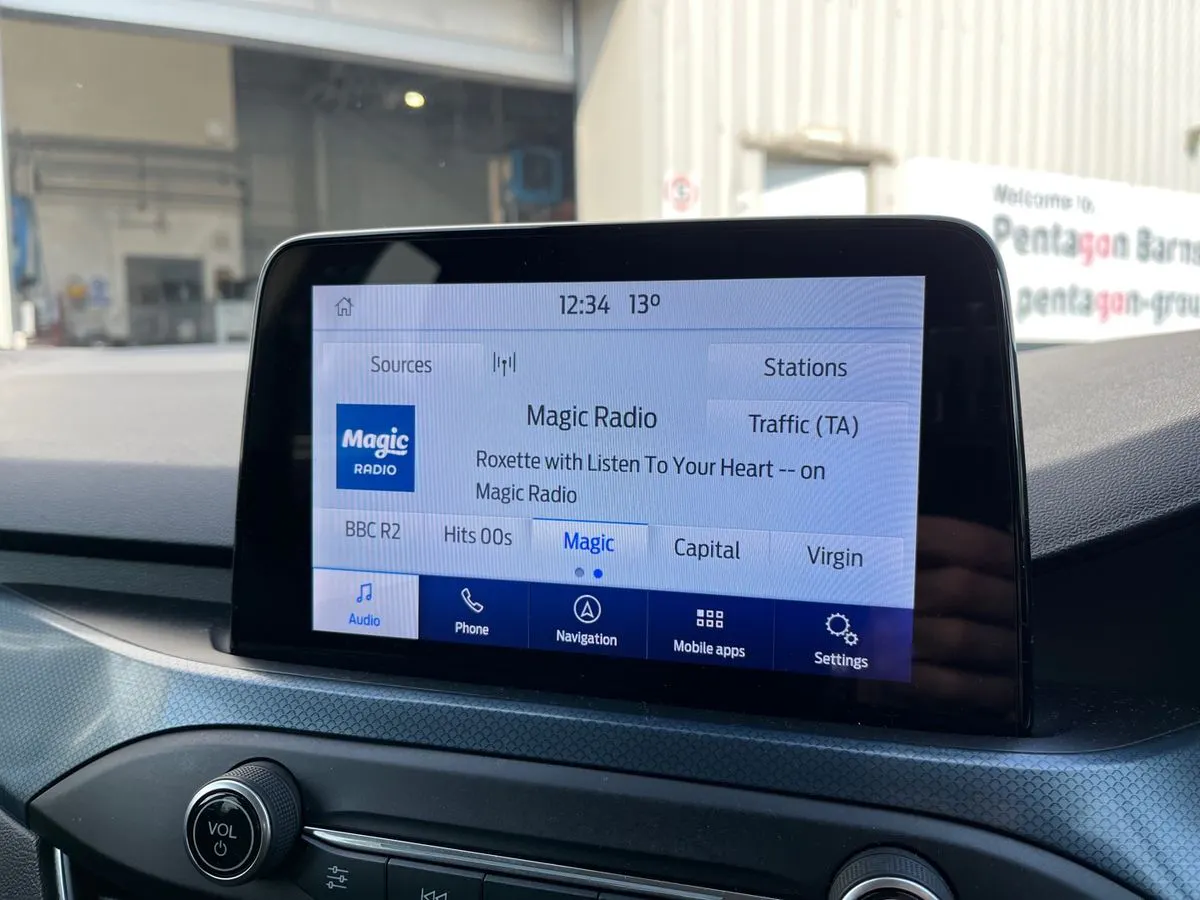 Welcome to,
Pentagon Barns
pentagon-grou
12:34 13°
Sources
Stations
Magic Radio
Traffic (TA)
Magic
RADIO
Roxette with Listen To Your Heart -- on
Magic Radio
BBC R2 Hits 00s Magic Capital Virgin
Audio Phone Navigation Mobile apps Settings
VOL